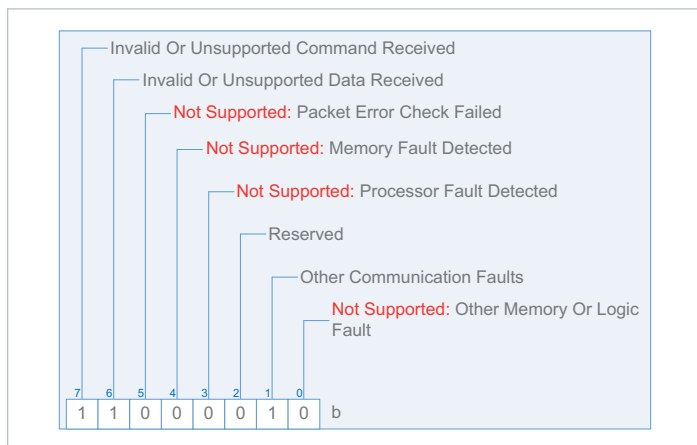 Invalid Or Unsupported Command Received
Invalid Or Unsupported Data Received
Not Supported: Packet Error Check Failed
Not Supported: Memory Fault Detected
Not Supported: Processor Fault Detected
Reserved
Other Communication Faults
Not Supported: Other Memory Or Logic
Fault
7 6 5 4 3 2 1 0
1 1 0 0 0 0 1 0 b